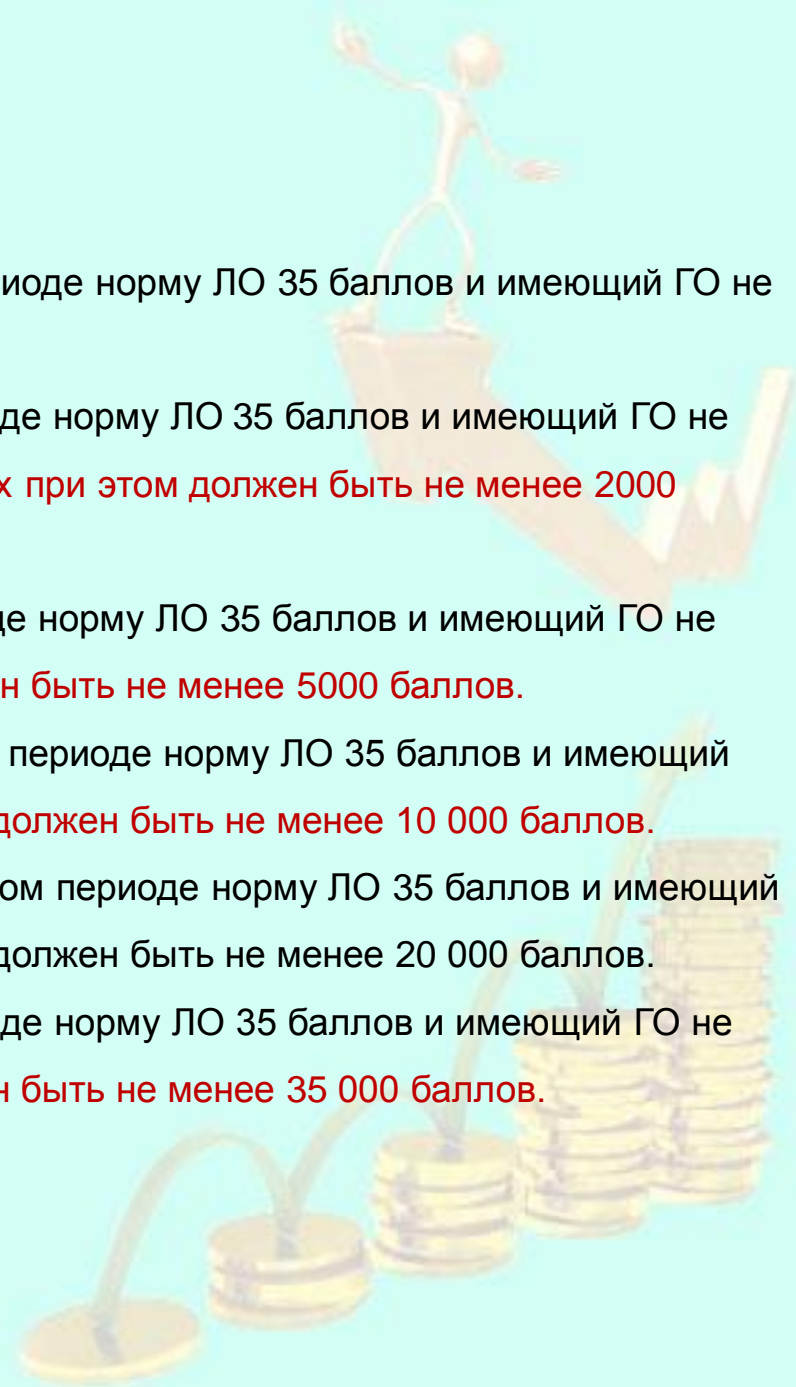 иоде норму ЛО 35 баллов и имеющий ГО не
де норму ЛО 35 баллов и имеющий ГО не
х при этом должен быть не менее 2000
де норму ЛО 35 баллов и имеющий ГО не
н быть не менее 5000 баллов.
периоде норму ЛО 35 баллов и имеющий
должен быть не менее 10 000 баллов.
ом периоде норму ЛО 35 баллов и имеющий
должен быть не менее 20 000 баллов.
де норму ЛО 35 баллов и имеющий ГО не
н быть не менее 35 000 баллов.